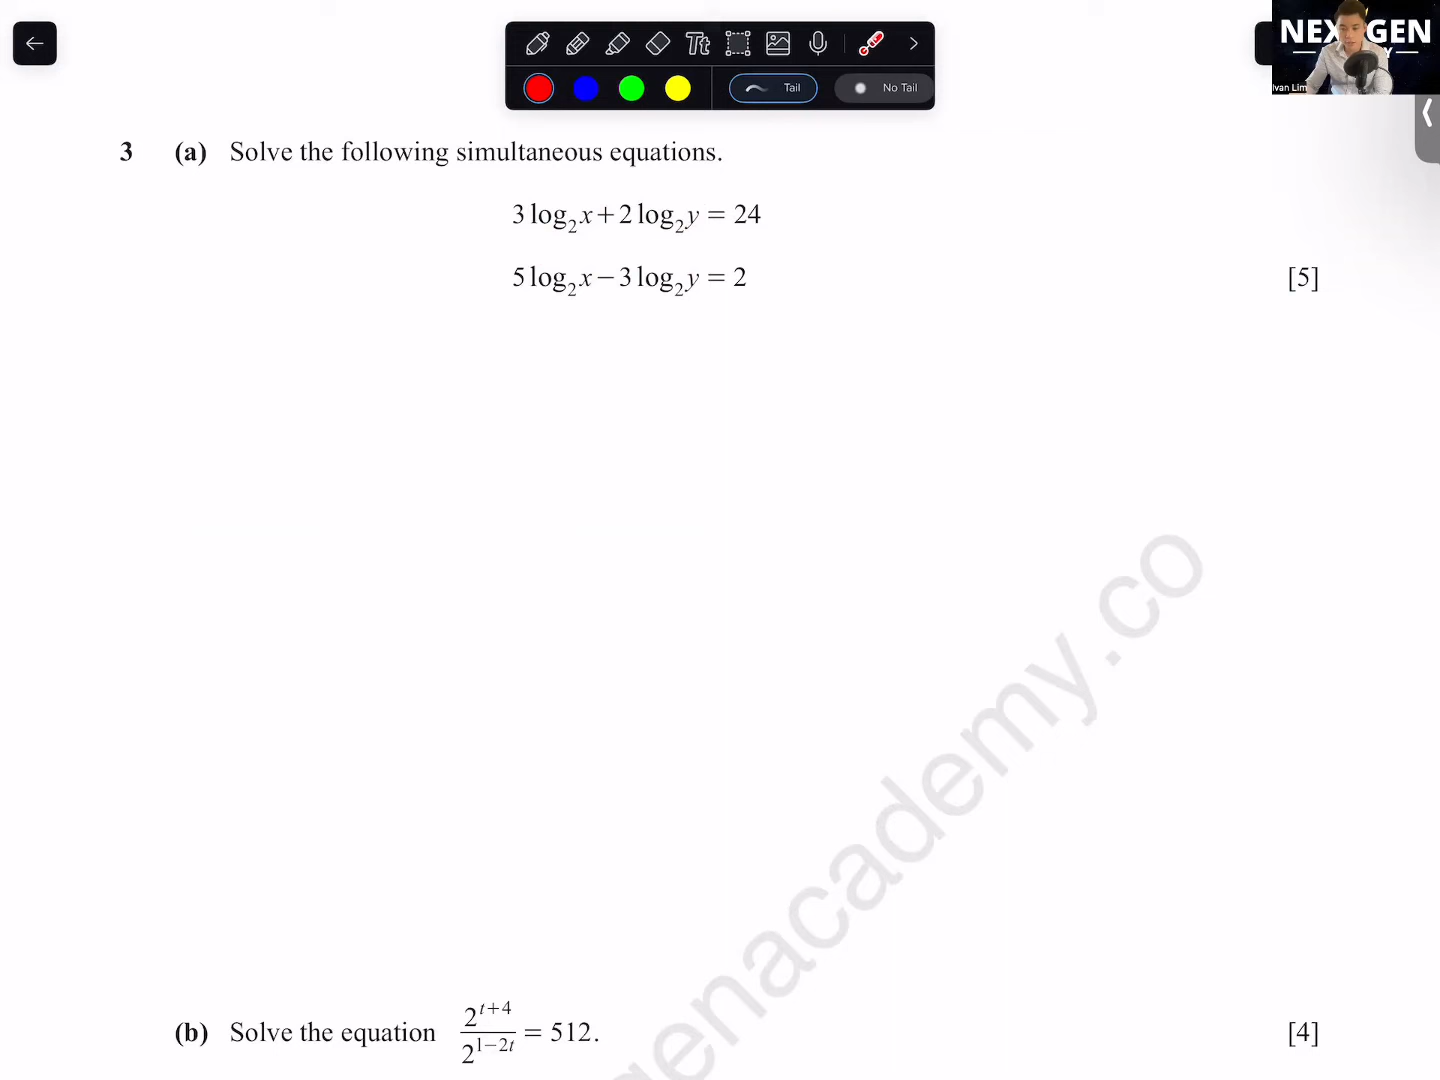 NEX GEN
Y
Ivan Lim
Tt
Tail
No Tail
3 (a) Solve the following simultaneous equations.
3 log₂x + 2 log₂y = 24
5 log₂x − 3 log₂y = 2 [5]
enacademy.co
(b) Solve the equation 2^(t+4) / 2^(1−2t) = 512. [4]